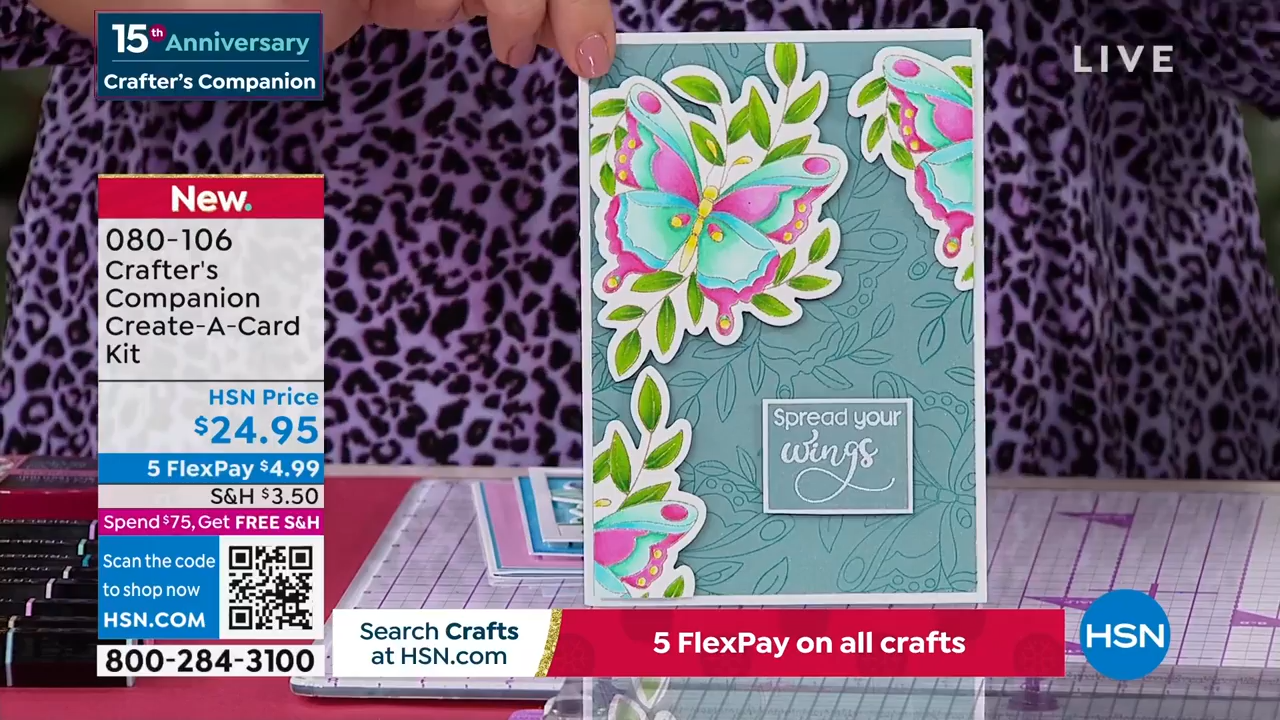 15th Anniversary
Crafter's Companion
LIVE
New.
080-106
Crafter's
Companion
Create-A-Card
Kit
HSN Price
$24.95
5 FlexPay $4.99
S&H $3.50
Spend $75, Get FREE S&H
Scan the code
to shop now
HSN.COM
800-284-3100
Spread your
wings
Search Crafts
at HSN.com
5 FlexPay on all crafts
HSN